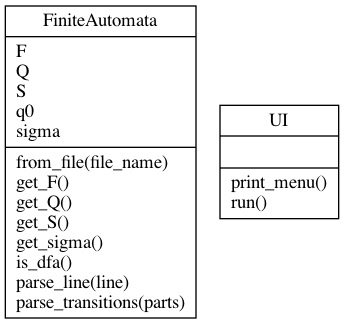 FiniteAutomata
F
Q
S
q0
sigma
from_file(file_name)
get_F()
get_Q()
get_S()
get_sigma()
is_dfa()
parse_line(line)
parse_transitions(parts)
UI
print_menu()
run()